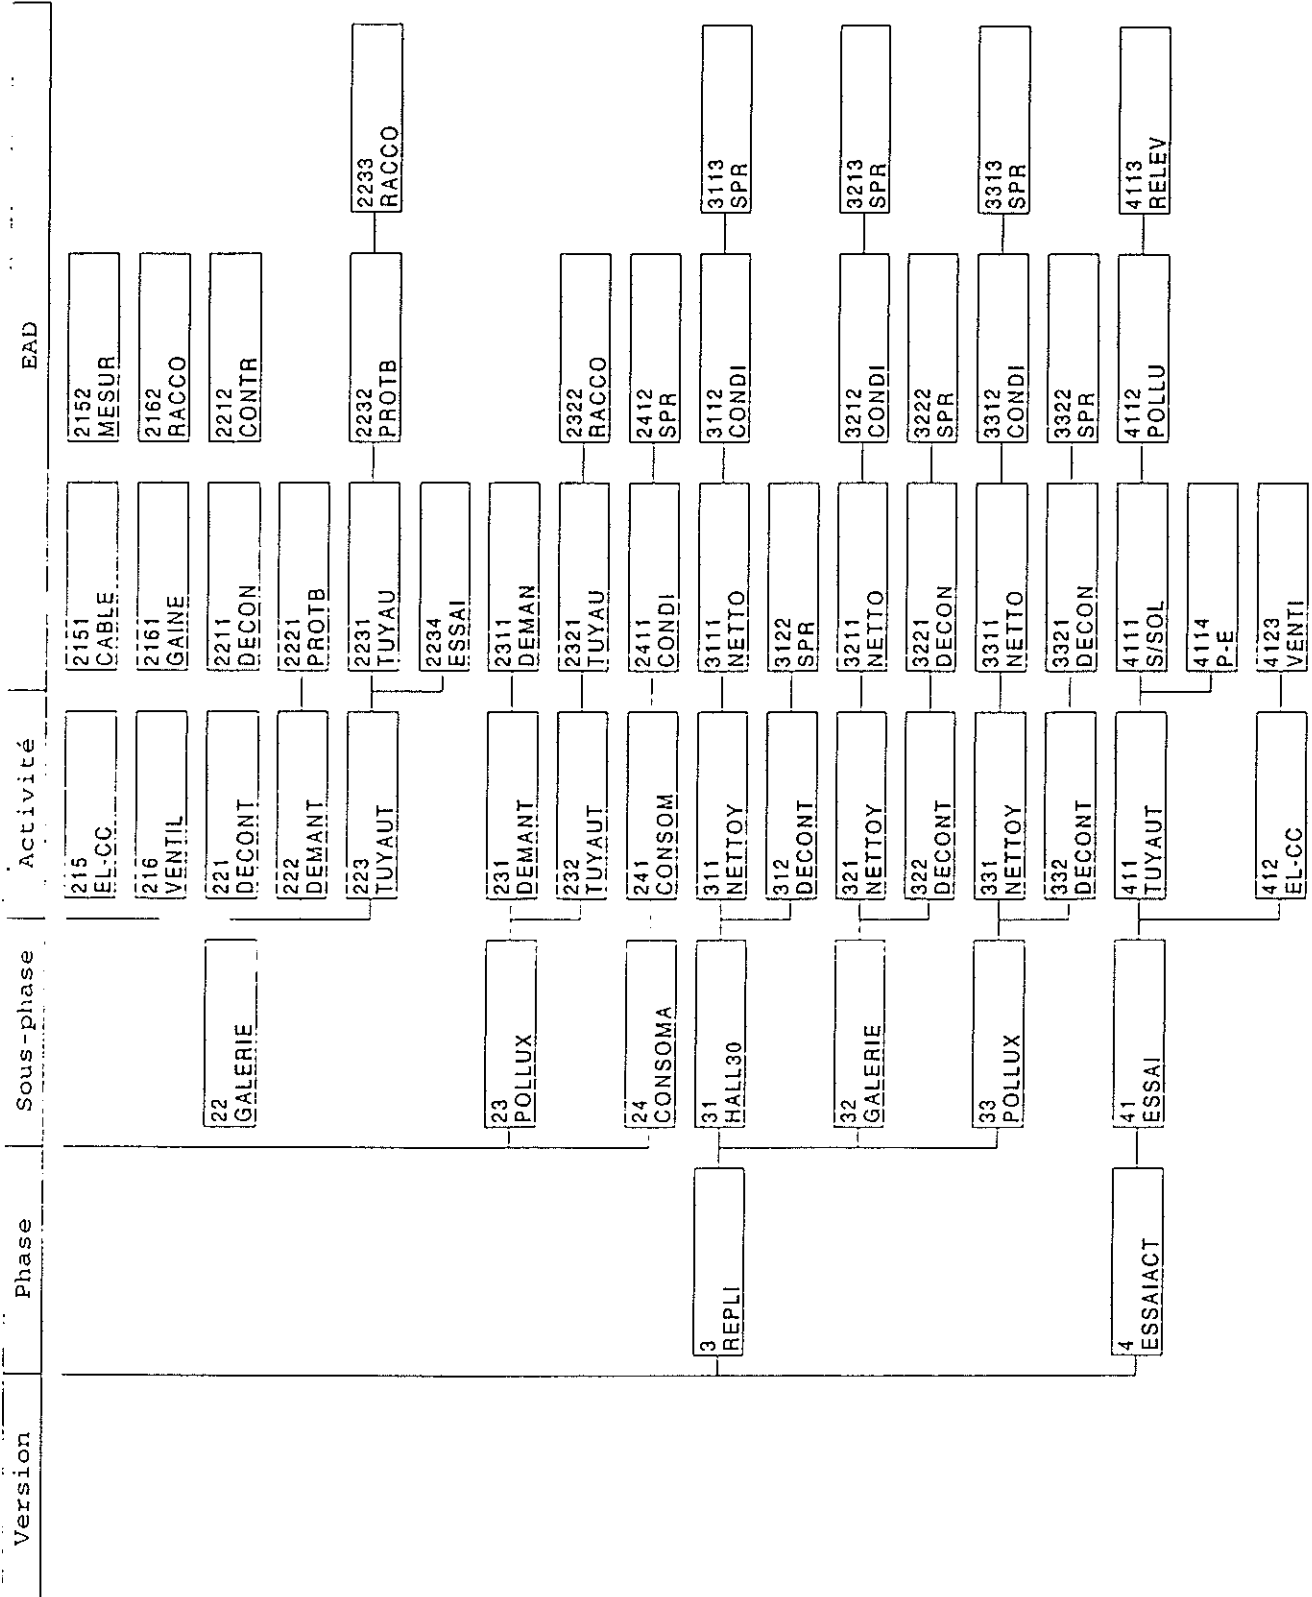 Version
Phase
Sous-phase
Activité
EAD
215
EL-CC
2151
CABLE
2152
MESUR
216
VENTIL
2161
GAINE
2162
RACCO
22
GALERIE
221
DECONT
2211
DECON
2212
CONTR
222
DEMANT
2221
PROTB
223
TUYAUT
2231
TUYAU
2232
PROTB
2233
RACCO
2234
ESSAI
23
POLLUX
231
DEMANT
2311
DEMAN
232
TUYAUT
2321
TUYAU
2322
RACCO
24
CONSOMA
241
CONSOM
2411
CONDI
2412
SPR
3
REPLI
31
HALL30
311
NETTOY
3111
NETTO
3112
CONDI
3113
SPR
312
DECONT
3122
SPR
32
GALERIE
321
NETTOY
3211
NETTO
3212
CONDI
3213
SPR
322
DECONT
3221
DECON
3222
SPR
33
POLLUX
331
NETTOY
3311
NETTO
3312
CONDI
3313
SPR
332
DECONT
3321
DECON
3322
SPR
4
ESSAIACT
41
ESSAI
411
TUYAUT
4111
S/SOL
4112
POLLU
4113
RELEV
4114
P-E
412
EL-CC
4123
VENTI